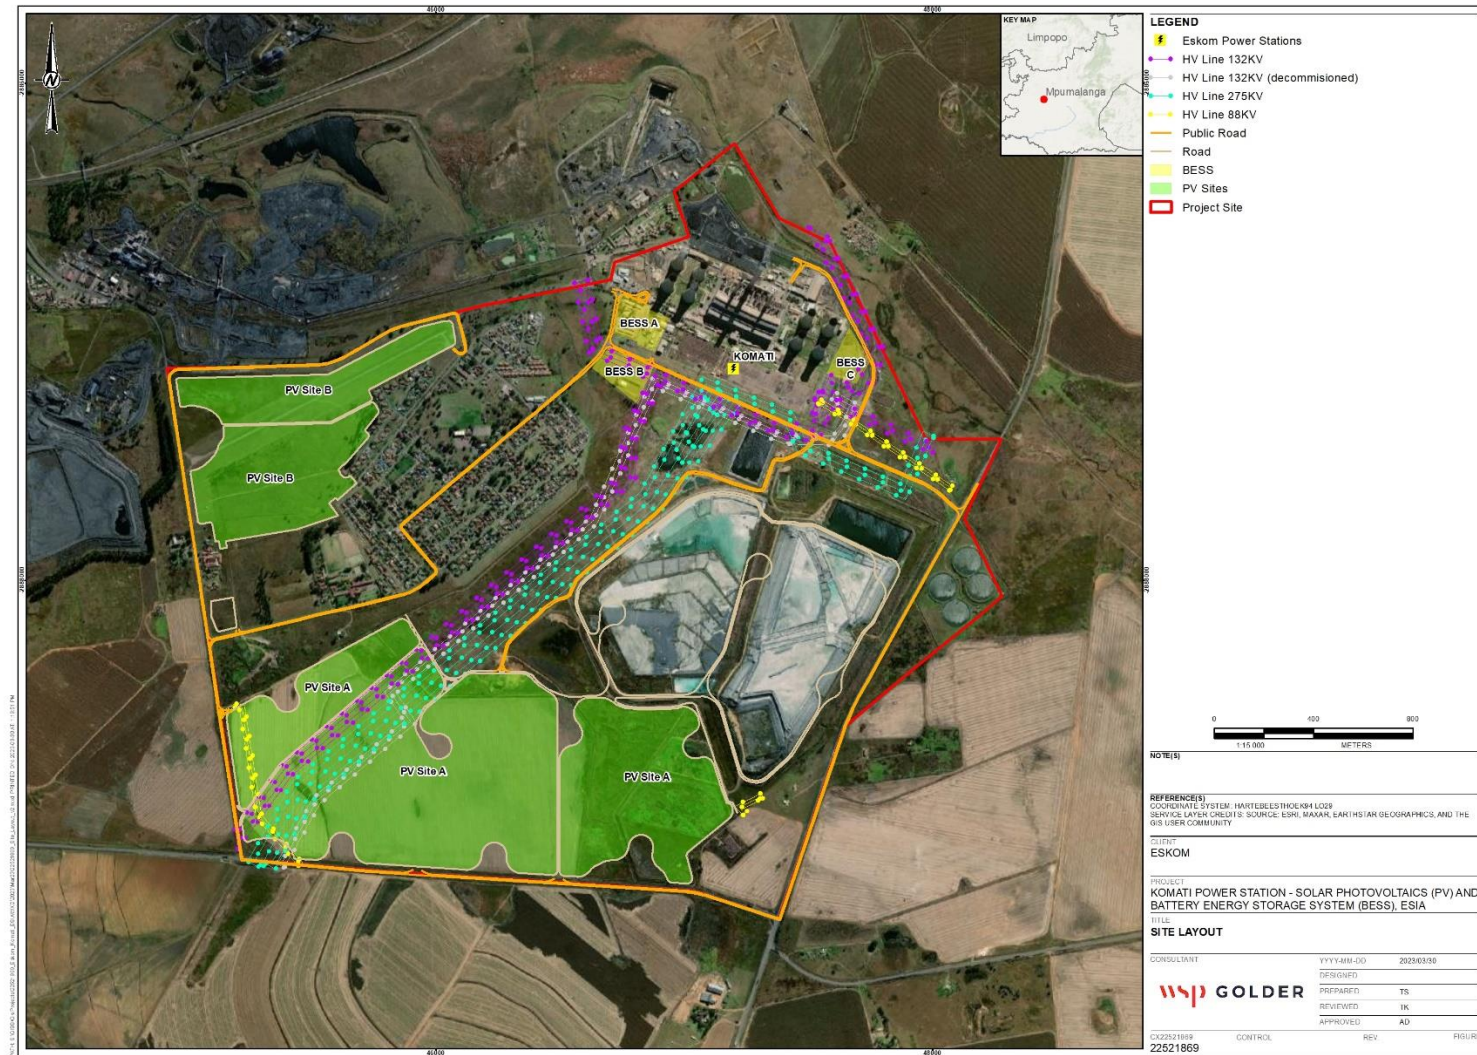 46000
48000
KEY MAP
Limpopo
Mpumalanga
LEGEND
Eskom Power Stations
HV Line 132KV
HV Line 132KV (decommisioned)
HV Line 275KV
HV Line 88KV
Public Road
Road
BESS
PV Sites
Project Site
BESS A
KOMATI
BESS B
BESS
C
PV Site B
PV Site B
PV Site A
PV Site A
PV Site A
N
0 400 800
1:15 000 METERS
NOTE(S)
REFERENCE(S)
COORDINATE SYSTEM: HARTEBEESTHOEK94 LO29
SERVICE LAYER CREDITS: SOURCE: ESRI, MAXAR, EARTHSTAR GEOGRAPHICS, AND THE
GIS USER COMMUNITY
CLIENT
ESKOM
PROJECT
KOMATI POWER STATION - SOLAR PHOTOVOLTAICS (PV) AND
BATTERY ENERGY STORAGE SYSTEM (BESS), ESIA
TITLE
SITE LAYOUT
CONSULTANT
wsp GOLDER
YYYY-MM-DD 2023/03/30
DESIGNED
PREPARED TS
REVIEWED TK
APPROVED AD
CONTROL REV. FIGURE
22521869
46000
48000